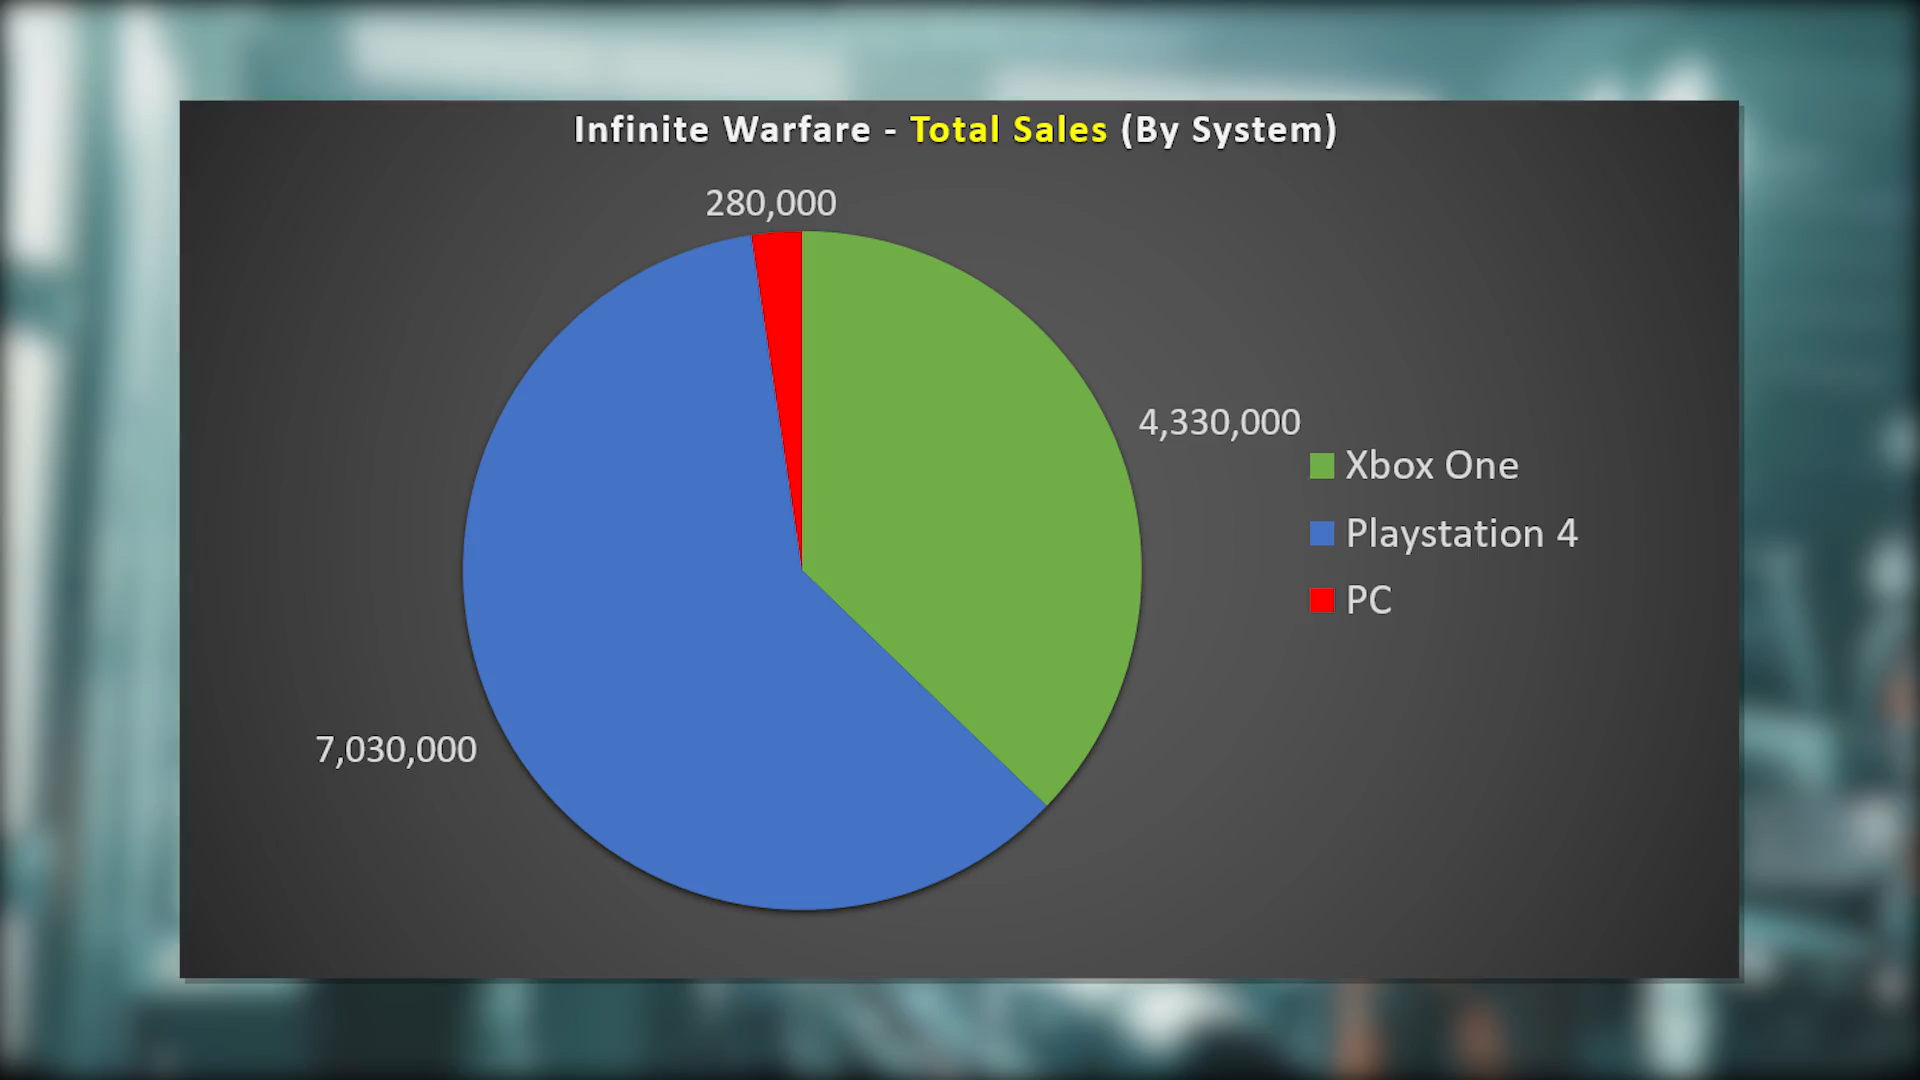 Infinite Warfare - Total Sales (By System)
280,000
4,330,000
Xbox One
Playstation 4
PC
7,030,000